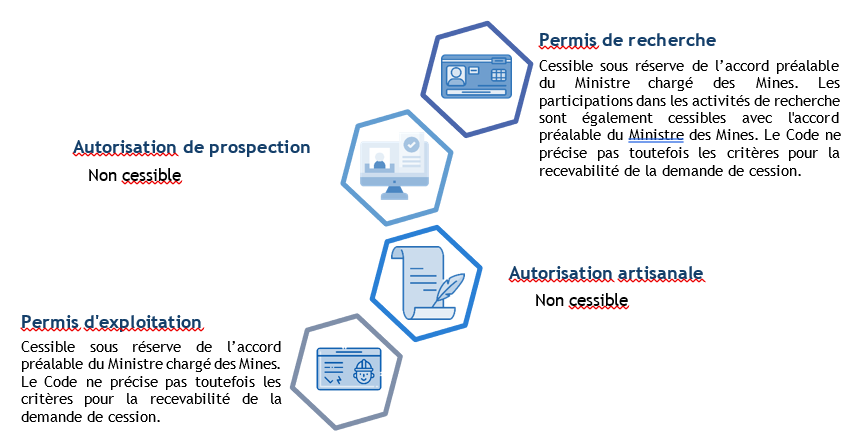 Permis de recherche
Cessible sous réserve de l’accord préalable
du Ministre chargé des Mines. Les
participations dans les activités de recherche
sont également cessibles avec l'accord
préalable du Ministre des Mines. Le Code ne
précise pas toutefois les critères pour la
recevabilité de la demande de cession.
Autorisation de prospection
Non cessible
Autorisation artisanale
Non cessible
Permis d'exploitation
Cessible sous réserve de l’accord
préalable du Ministre chargé des Mines.
Le Code ne précise pas toutefois les
critères pour la recevabilité de la
demande de cession.